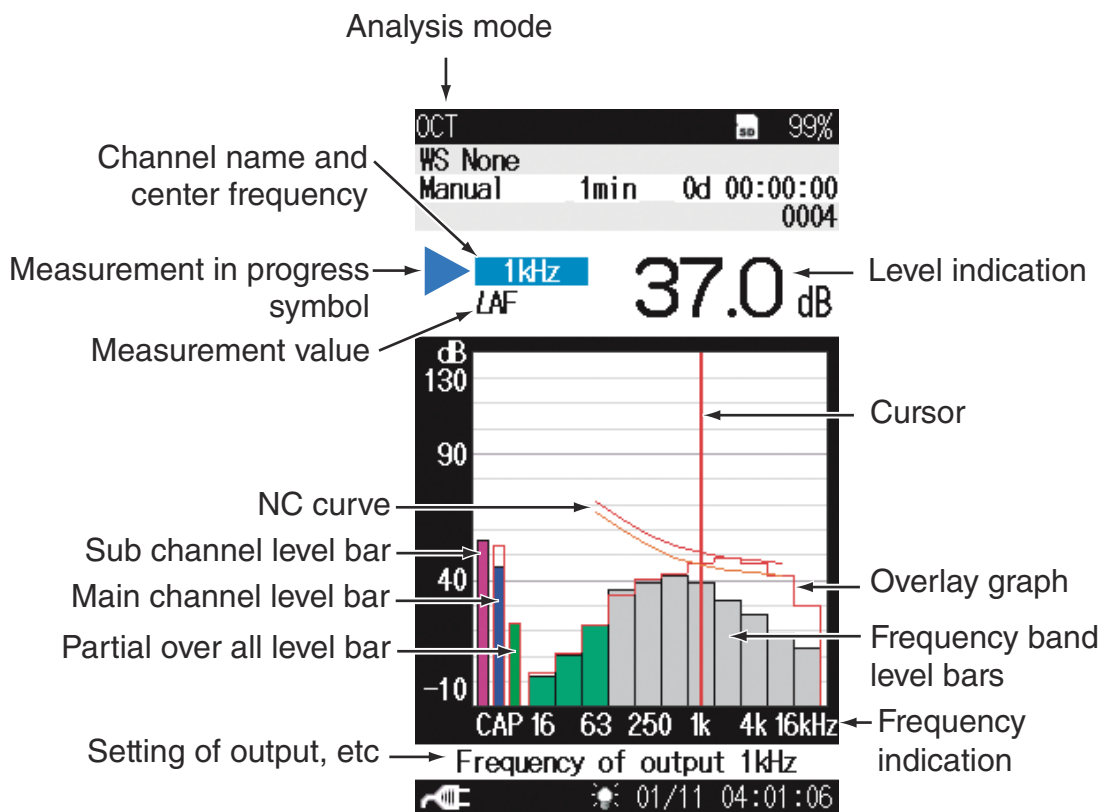 Analysis mode
OCT SD 99%
WS None
Manual 1min 0d 00:00:00
0004
Channel name and
center frequency
Measurement in progress
symbol
1kHz
37.0 dB
Level indication
LAF
Measurement value
dB
130
90
40
-10
Cursor
NC curve
Sub channel level bar
Main channel level bar
Partial over all level bar
Overlay graph
Frequency band
level bars
CAP 16 63 250 1k 4k 16kHz
Frequency
indication
Setting of output, etc
Frequency of output 1kHz
01/11 04:01:06